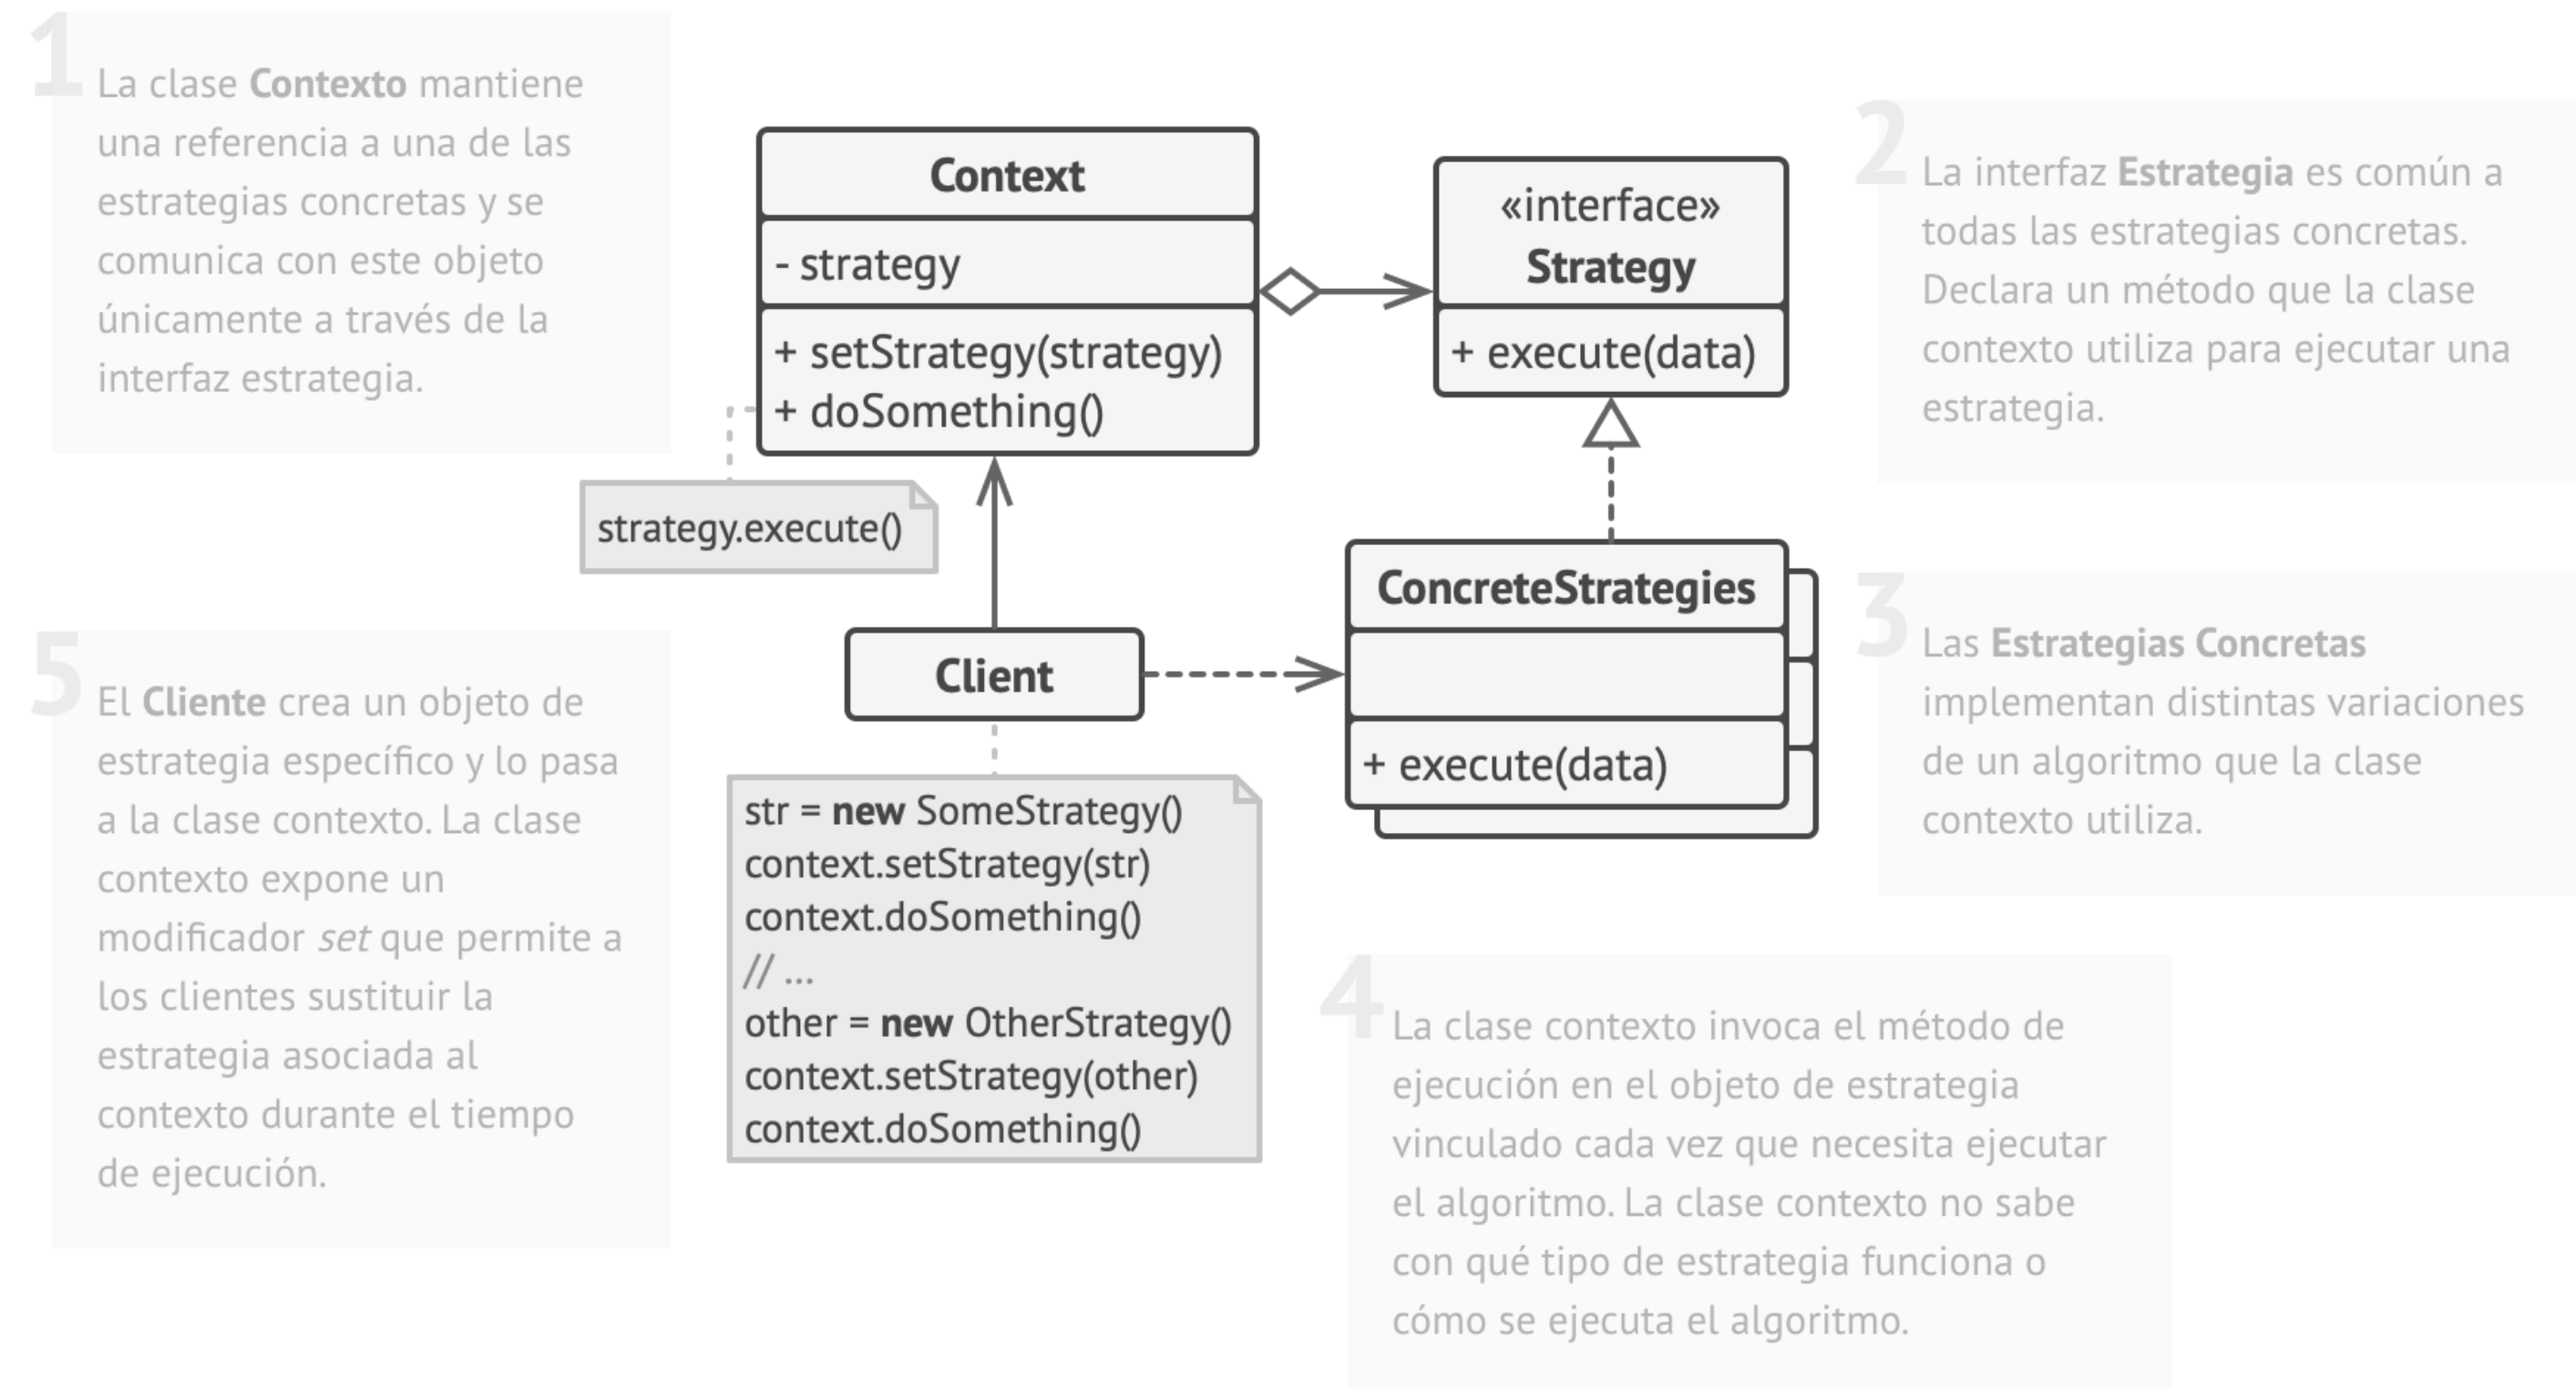 1
La clase Contexto mantiene
una referencia a una de las
estrategias concretas y se
comunica con este objeto
únicamente a través de la
interfaz estrategia.
Context
- strategy
+ setStrategy(strategy)
+ doSomething()
strategy.execute()
«interface»
Strategy
+ execute(data)
2
La interfaz Estrategia es común a
todas las estrategias concretas.
Declara un método que la clase
contexto utiliza para ejecutar una
estrategia.
ConcreteStrategies
+ execute(data)
3
Las Estrategias Concretas
implementan distintas variaciones
de un algoritmo que la clase
contexto utiliza.
4
La clase contexto invoca el método de
ejecución en el objeto de estrategia
vinculado cada vez que necesita ejecutar
el algoritmo. La clase contexto no sabe
con qué tipo de estrategia funciona o
cómo se ejecuta el algoritmo.
5
El Cliente crea un objeto de
estrategia específico y lo pasa
a la clase contexto. La clase
contexto expone un
modificador set que permite a
los clientes sustituir la
estrategia asociada al
contexto durante el tiempo
de ejecución.
Client
str = new SomeStrategy()
context.setStrategy(str)
context.doSomething()
// ...
other = new OtherStrategy()
context.setStrategy(other)
context.doSomething()